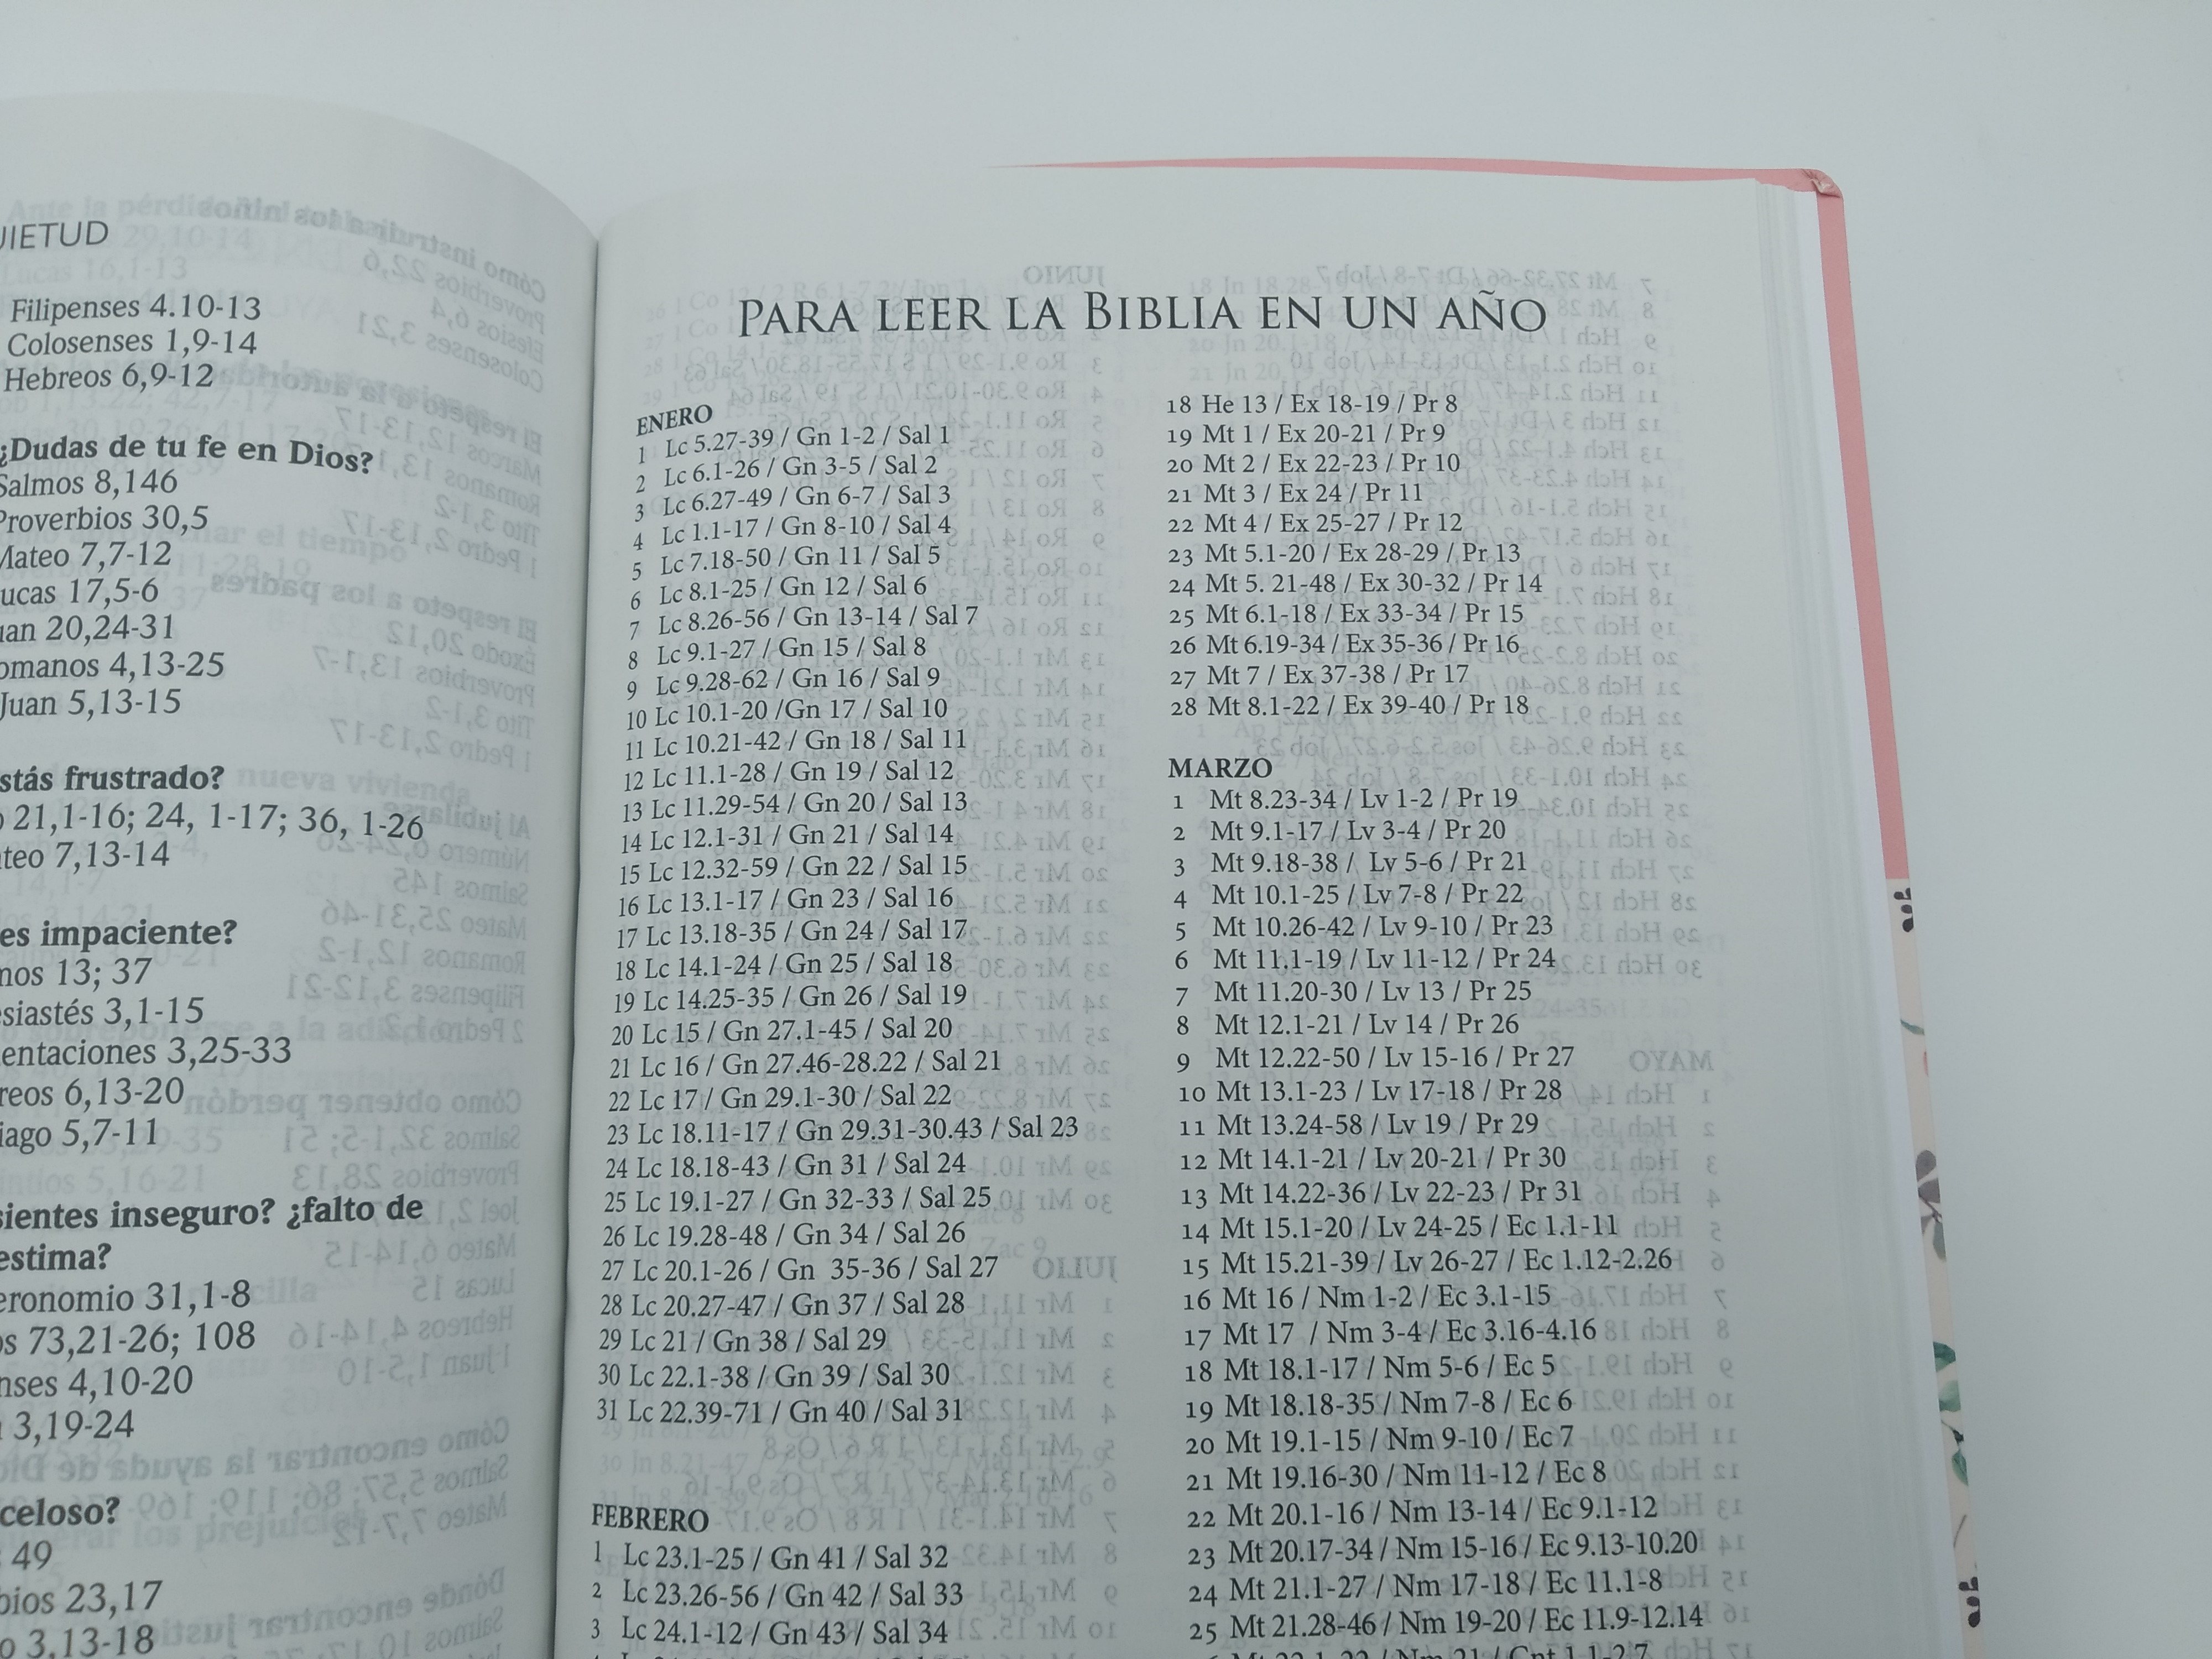 Filipenses 4.10-13
Colosenses 1,9-14
Hebreos 6,9-12
¿Dudas de tu fe en Dios?
Salmos 8,146
Proverbios 30,5
Mateo 7,7-12
17,5-6
20,24-31
4,13-25
Juan 5,13-15
frustrado?
21,1-16; 24, 1-17; 36, 1-26
7,13-14
impaciente?
13; 37
3,1-15
3,25-33
6,13-20
5,7-11
inseguro? ¿falto de
31,1-8
73,21-26; 108
4,10-20
3,19-24
celoso?
49
23,17
3,13-18
PARA LEER LA BIBLIA EN UN AÑO
ENERO
1 Lc 5.27-39 / Gn 1-2 / Sal 1
2 Lc 6.1-26 / Gn 3-5 / Sal 2
3 Lc 6.27-49 / Gn 6-7 / Sal 3
4 Lc 1.1-17 / Gn 8-10 / Sal 4
5 Lc 7.18-50 / Gn 11 / Sal 5
6 Lc 8.1-25 / Gn 12 / Sal 6
7 Lc 8.26-56 / Gn 13-14 / Sal 7
8 Lc 9.1-27 / Gn 15 / Sal 8
9 Lc 9.28-62 / Gn 16 / Sal 9
10 Lc 10.1-20 /Gn 17 / Sal 10
11 Lc 10.21-42 / Gn 18 / Sal 11
12 Lc 11.1-28 / Gn 19 / Sal 12
13 Lc 11.29-54 / Gn 20 / Sal 13
14 Lc 12.1-31 / Gn 21 / Sal 14
15 Lc 12.32-59 / Gn 22 / Sal 15
16 Lc 13.1-17 / Gn 23 / Sal 16
17 Lc 13.18-35 / Gn 24 / Sal 17
18 Lc 14.1-24 / Gn 25 / Sal 18
19 Lc 14.25-35 / Gn 26 / Sal 19
20 Lc 15 / Gn 27.1-45 / Sal 20
21 Lc 16 / Gn 27.46-28.22 / Sal 21
22 Lc 17 / Gn 29.1-30 / Sal 22
23 Lc 18.11-17 / Gn 29.31-30.43 / Sal 23
24 Lc 18.18-43 / Gn 31 / Sal 24
25 Lc 19.1-27 / Gn 32-33 / Sal 25
26 Lc 19.28-48 / Gn 34 / Sal 26
27 Lc 20.1-26 / Gn 35-36 / Sal 27
28 Lc 20.27-47 / Gn 37 / Sal 28
29 Lc 21 / Gn 38 / Sal 29
30 Lc 22.1-38 / Gn 39 / Sal 30
31 Lc 22.39-71 / Gn 40 / Sal 31
FEBRERO
1 Lc 23.1-25 / Gn 41 / Sal 32
2 Lc 23.26-56 / Gn 42 / Sal 33
3 Lc 24.1-12 / Gn 43 / Sal 34
18 He 13 / Ex 18-19 / Pr 8
19 Mt 1 / Ex 20-21 / Pr 9
20 Mt 2 / Ex 22-23 / Pr 10
21 Mt 3 / Ex 24 / Pr 11
22 Mt 4 / Ex 25-27 / Pr 12
23 Mt 5.1-20 / Ex 28-29 / Pr 13
24 Mt 5. 21-48 / Ex 30-32 / Pr 14
25 Mt 6.1-18 / Ex 33-34 / Pr 15
26 Mt 6.19-34 / Ex 35-36 / Pr 16
27 Mt 7 / Ex 37-38 / Pr 17
28 Mt 8.1-22 / Ex 39-40 / Pr 18
MARZO
1 Mt 8.23-34 / Lv 1-2 / Pr 19
2 Mt 9.1-17 / Lv 3-4 / Pr 20
3 Mt 9.18-38 / Lv 5-6 / Pr 21
4 Mt 10.1-25 / Lv 7-8 / Pr 22
5 Mt 10.26-42 / Lv 9-10 / Pr 23
6 Mt 11.1-19 / Lv 11-12 / Pr 24
7 Mt 11.20-30 / Lv 13 / Pr 25
8 Mt 12.1-21 / Lv 14 / Pr 26
9 Mt 12.22-50 / Lv 15-16 / Pr 27
10 Mt 13.1-23 / Lv 17-18 / Pr 28
11 Mt 13.24-58 / Lv 19 / Pr 29
12 Mt 14.1-21 / Lv 20-21 / Pr 30
13 Mt 14.22-36 / Lv 22-23 / Pr 31
14 Mt 15.1-20 / Lv 24-25 / Ec 1.1-11
15 Mt 15.21-39 / Lv 26-27 / Ec 1.12-2.26
16 Mt 16 / Nm 1-2 / Ec 3.1-15
17 Mt 17 / Nm 3-4 / Ec 3.16-4.16
18 Mt 18.1-17 / Nm 5-6 / Ec 5
19 Mt 18.18-35 / Nm 7-8 / Ec 6
20 Mt 19.1-15 / Nm 9-10 / Ec 7
21 Mt 19.16-30 / Nm 11-12 / Ec 8
22 Mt 20.1-16 / Nm 13-14 / Ec 9.1-12
23 Mt 20.17-34 / Nm 15-16 / Ec 9.13-10.20
24 Mt 21.1-27 / Nm 17-18 / Ec 11.1-8
25 Mt 21.28-46 / Nm 19-20 / Ec 11.9-12.14